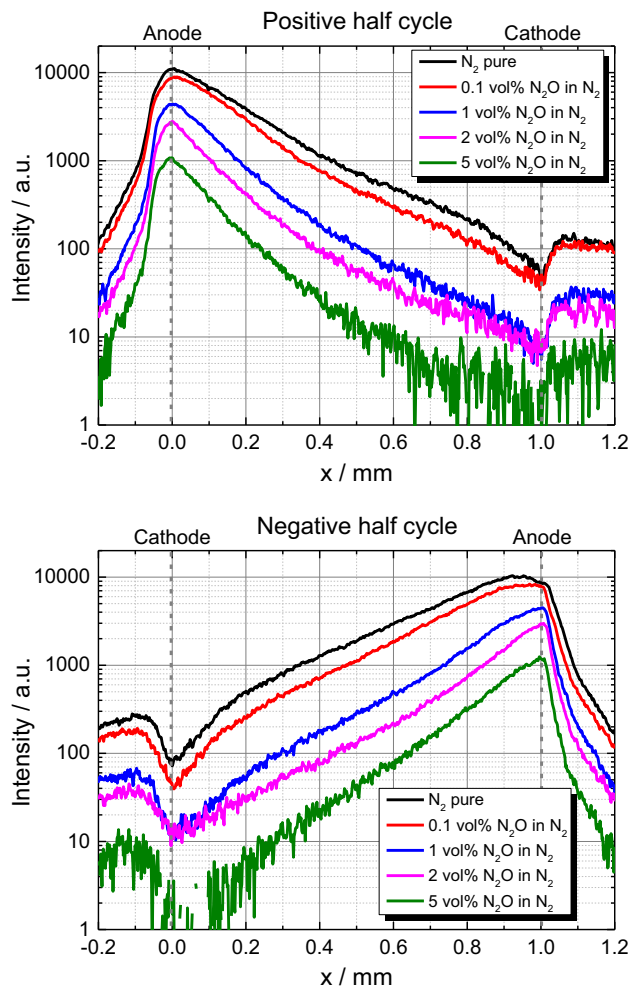 Positive half cycle
Anode
Cathode
10000
1000
100
10
1
Intensity / a.u.
N₂ pure
0.1 vol% N₂O in N₂
1 vol% N₂O in N₂
2 vol% N₂O in N₂
5 vol% N₂O in N₂
-0.2 0.0 0.2 0.4 0.6 0.8 1.0 1.2
x / mm
Negative half cycle
Cathode
Anode
10000
1000
100
10
1
Intensity / a.u.
N₂ pure
0.1 vol% N₂O in N₂
1 vol% N₂O in N₂
2 vol% N₂O in N₂
5 vol% N₂O in N₂
-0.2 0.0 0.2 0.4 0.6 0.8 1.0 1.2
x / mm